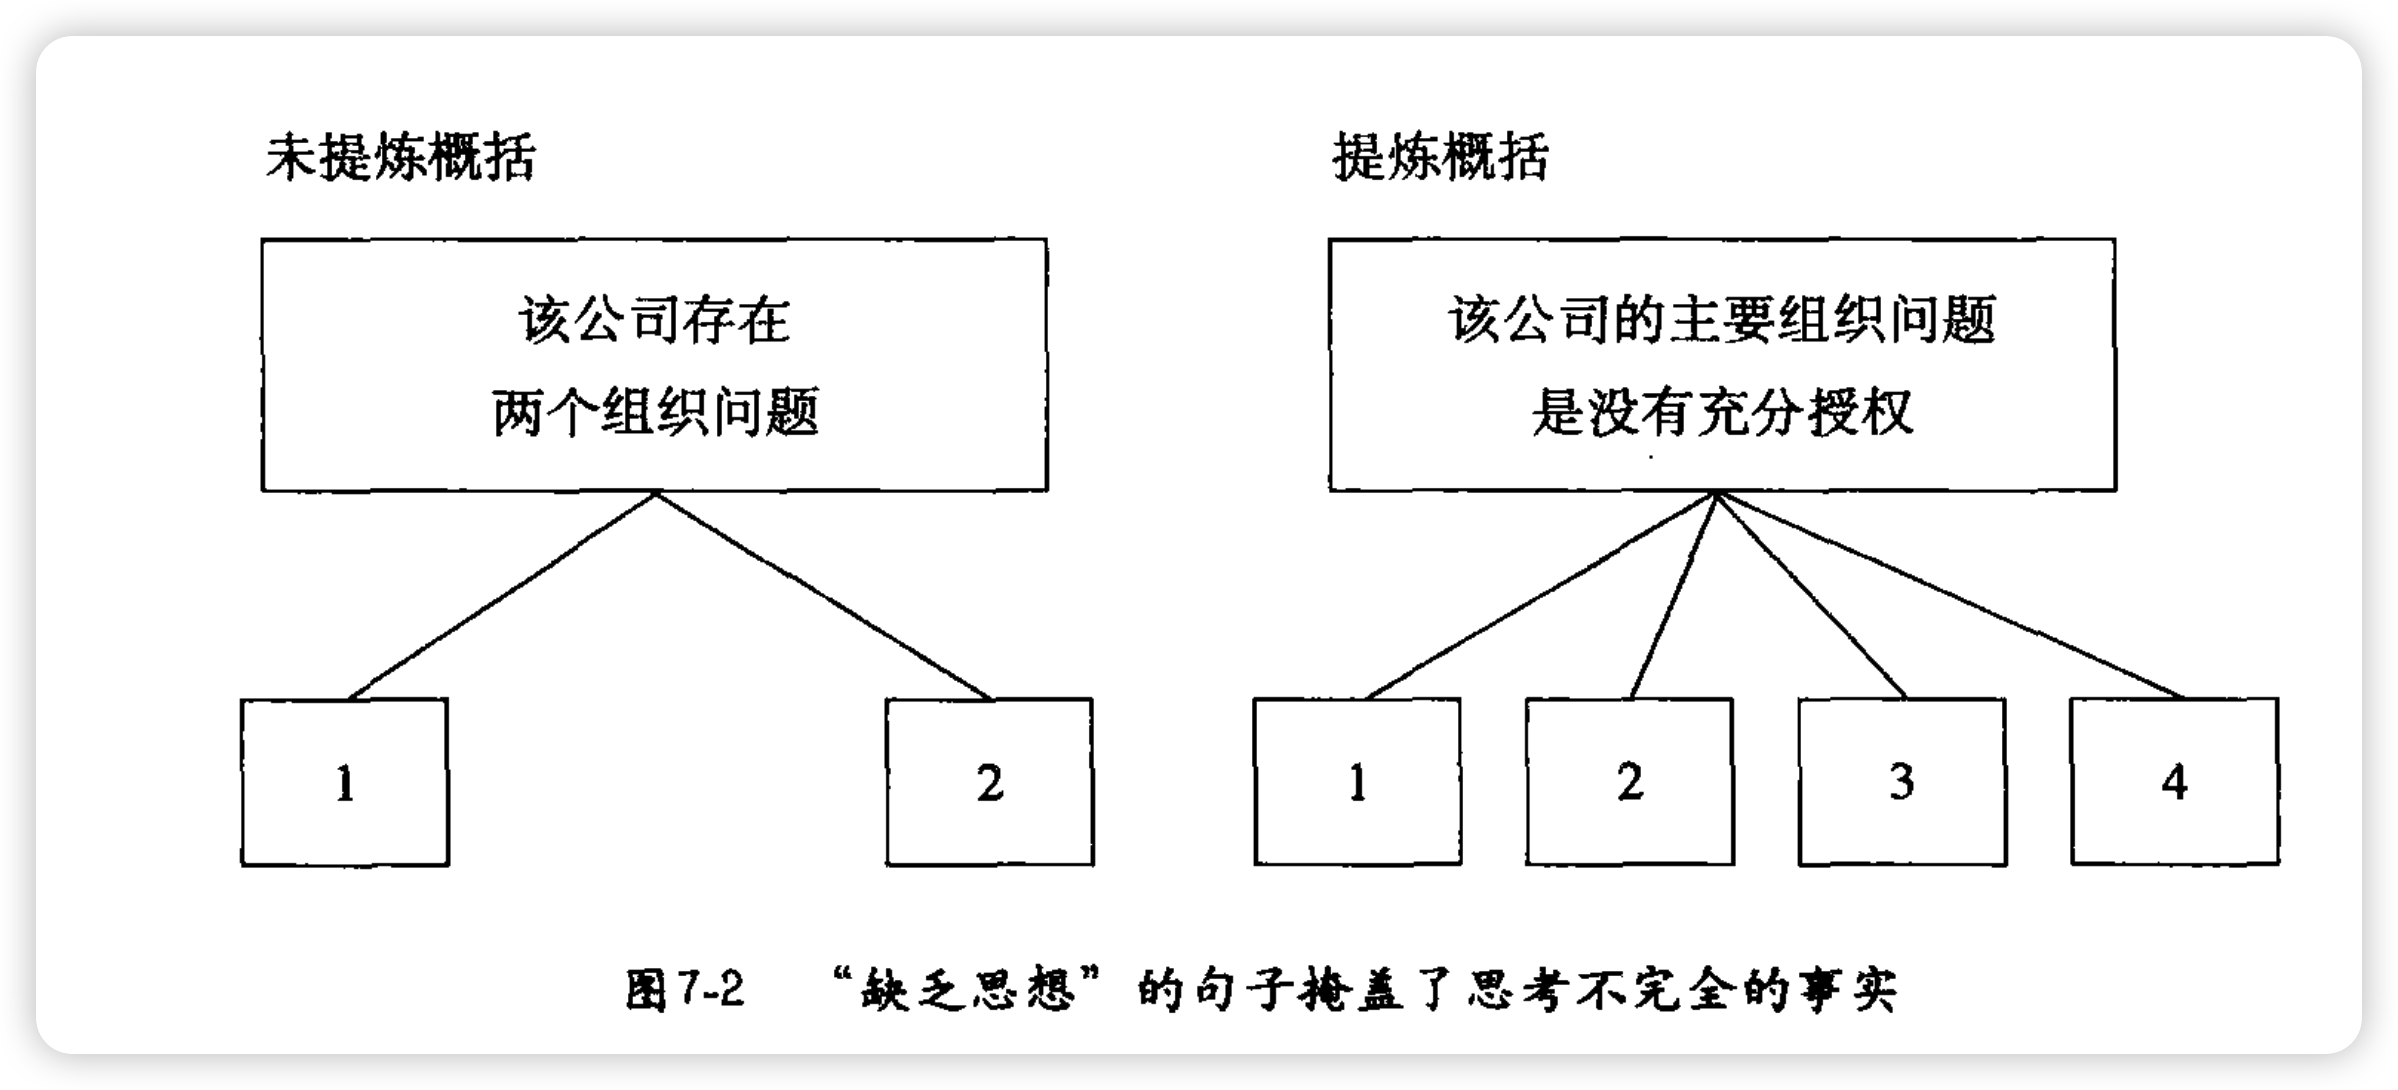 未提炼概括
提炼概括
该公司存在
两个组织问题
该公司的主要组织问题
是没有充分授权
1
2
1
2
3
4
图7-2 “缺乏思想”的句子掩盖了思考不完全的事实